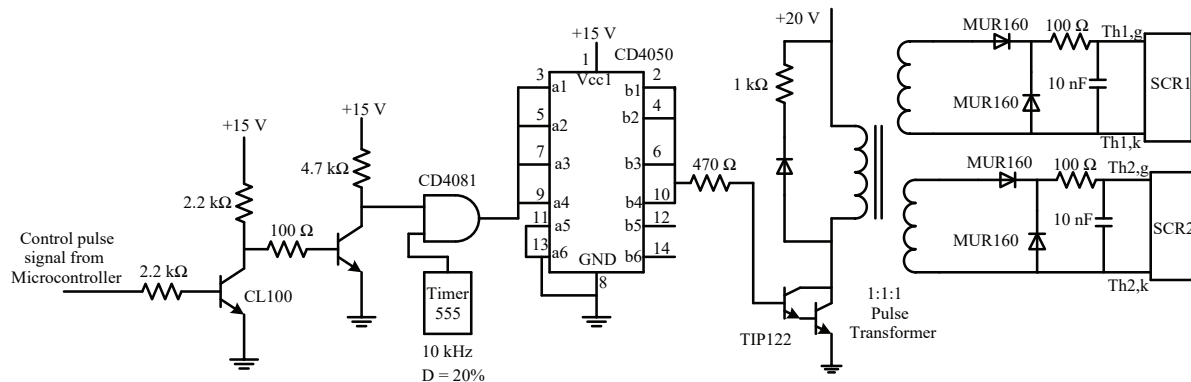 +15 V
2.2 kΩ
Control pulse
signal from
Microcontroller
2.2 kΩ
CL100
100 Ω
+15 V
4.7 kΩ
CD4081
Timer
555
10 kHz
D = 20%
+15 V
CD4050
1
Vcc1
3
a1
5
a2
7
a3
9
a4
11
a5
13
a6
2
b1
4
b2
6
b3
10
b4
12
b5
14
b6
GND
8
470 Ω
+20 V
1 kΩ
TIP122
1:1:1
Pulse
Transformer
MUR160
100 Ω
Th1,g
10 nF
MUR160
SCR1
Th1,k
MUR160
100 Ω
Th2,g
10 nF
MUR160
SCR2
Th2,k